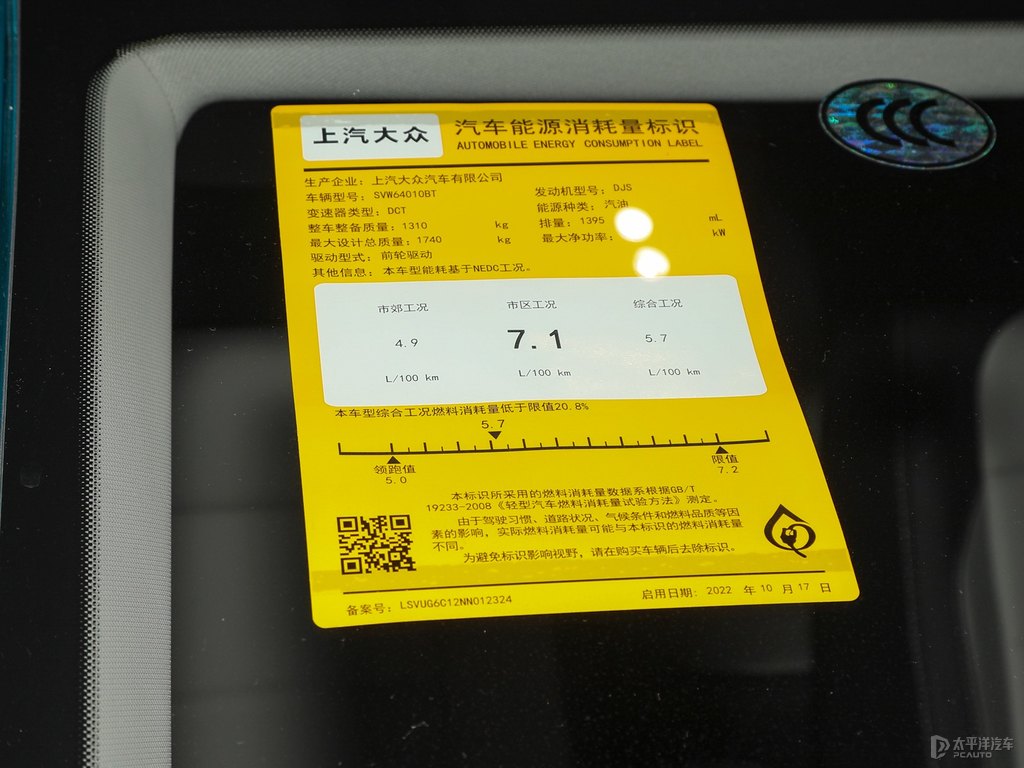 上汽大众
汽车能源消耗量标识
AUTOMOBILE ENERGY CONSUMPTION LABEL
生产企业：上汽大众汽车有限公司
车辆型号：SVW64010BT
发动机型号：DJS
变速器类型：DCT
能源种类：汽油
整车整备质量：1310 kg
排量：1395 mL
最大设计总质量：1740 kg
最大净功率： kW
驱动型式：前轮驱动
其他信息：本车型能耗基于NEDC工况。
市郊工况 市区工况 综合工况
4.9 7.1 5.7
L/100 km L/100 km L/100 km
本车型综合工况燃料消耗量低于限值20.8%
5.7
领跑值 限值
5.0 7.2
本标识所采用的燃料消耗量数据系根据GB/T
19233-2008《轻型汽车燃料消耗量试验方法》测定。
由于驾驶习惯、道路状况、气候条件和燃料品质等因
素的影响，实际燃料消耗量可能与本标识的燃料消耗量
不同。
为避免标识影响视野，请在购买车辆后去除标识。
备案号：LSVUG6C12NN012324
启用日期：2022 年 10 月 17 日
CCC
太平洋汽车
PCAUTO